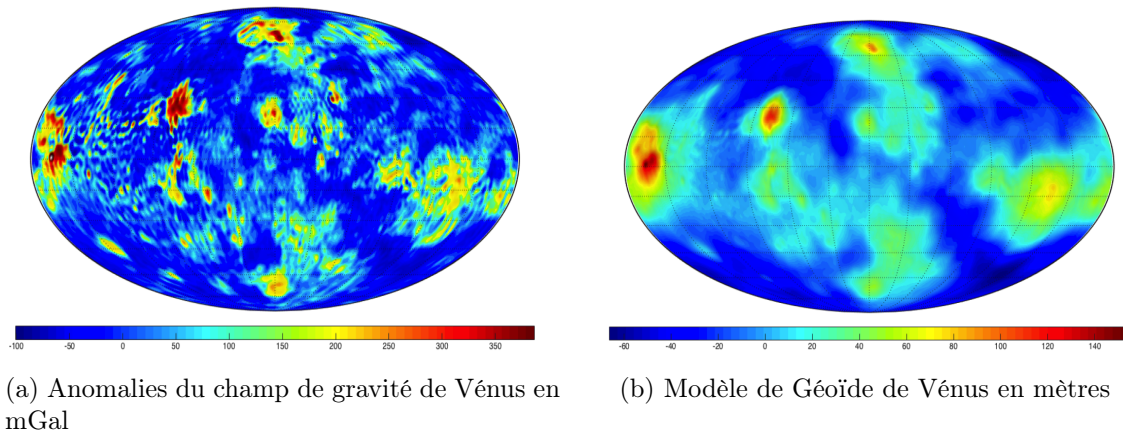 -100 -50 0 50 100 150 200 250 300 350
-60 -40 -20 0 20 40 60 80 100 120 140
(a) Anomalies du champ de gravité de Vénus en
mGal
(b) Modèle de Géoïde de Vénus en mètres